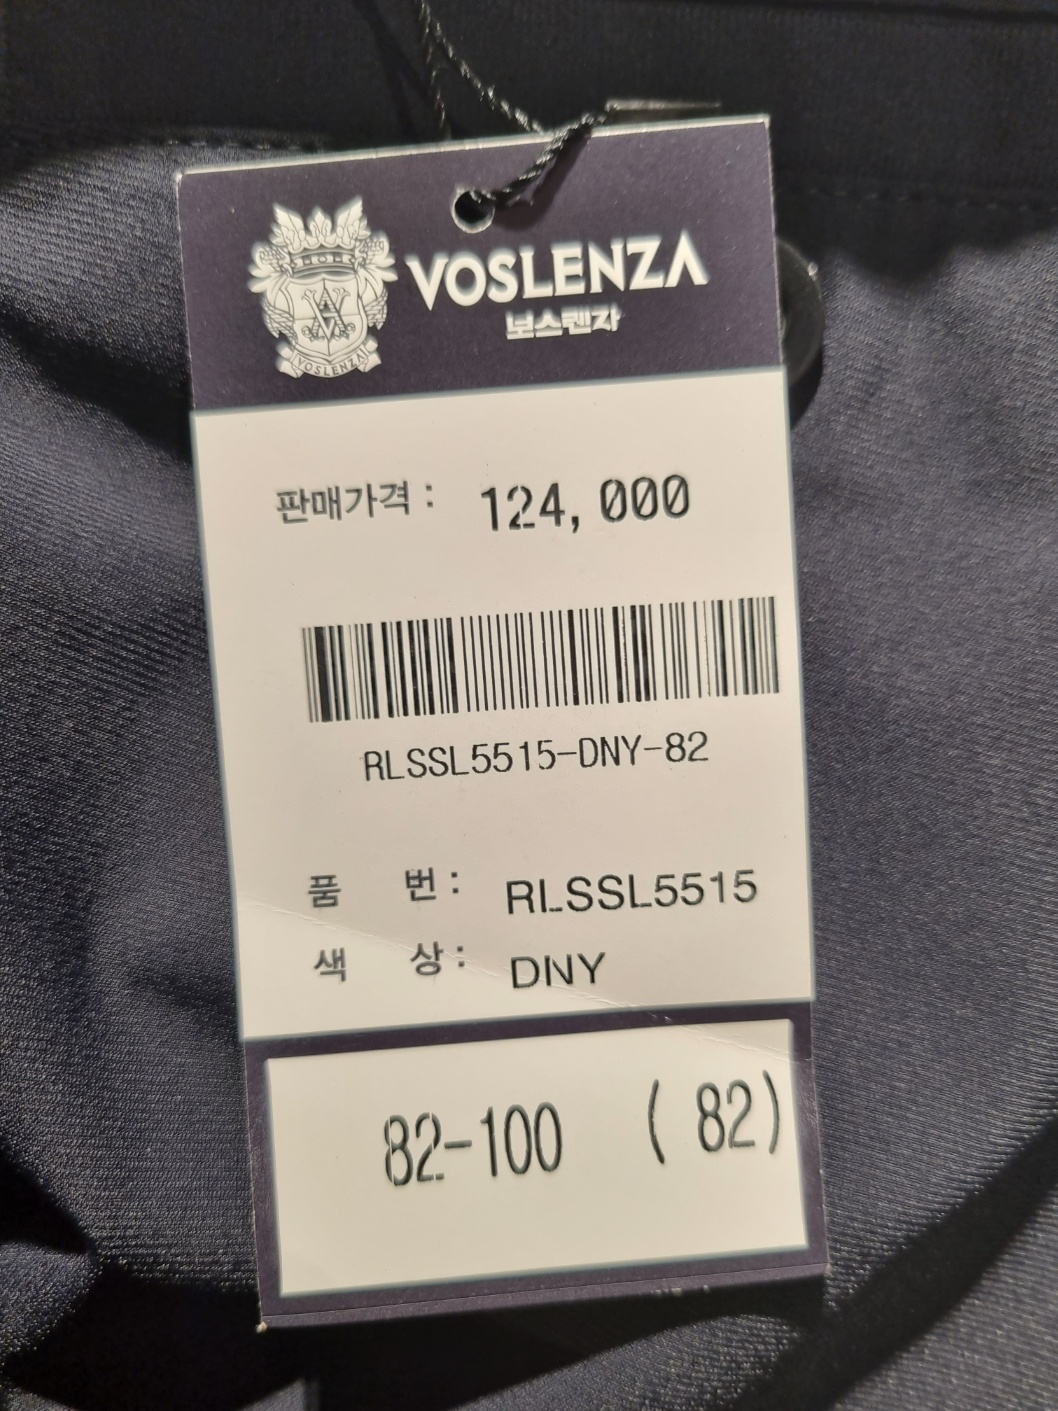 VOSLENZA
보스렌자
VOSLENZA
판매가격 : 124,000
RLSSL5515-DNY-82
품 번 : RLSSL5515
색 상 : DNY
82-100 ( 82)